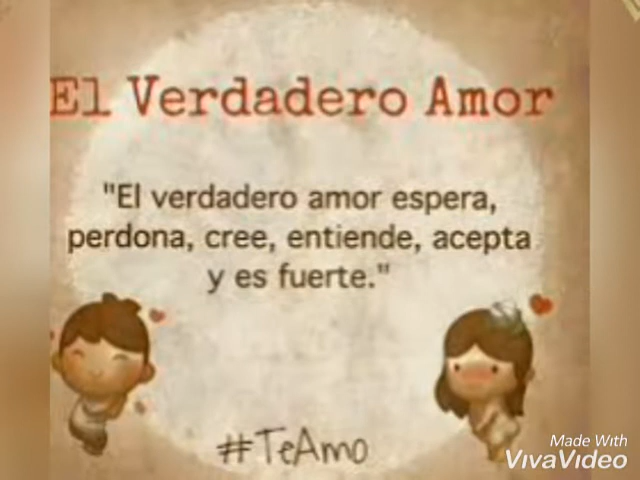 El Verdadero Amor
"El verdadero amor espera,
perdona, cree, entiende, acepta
y es fuerte."
#TeAmo
Made With
VivaVideo